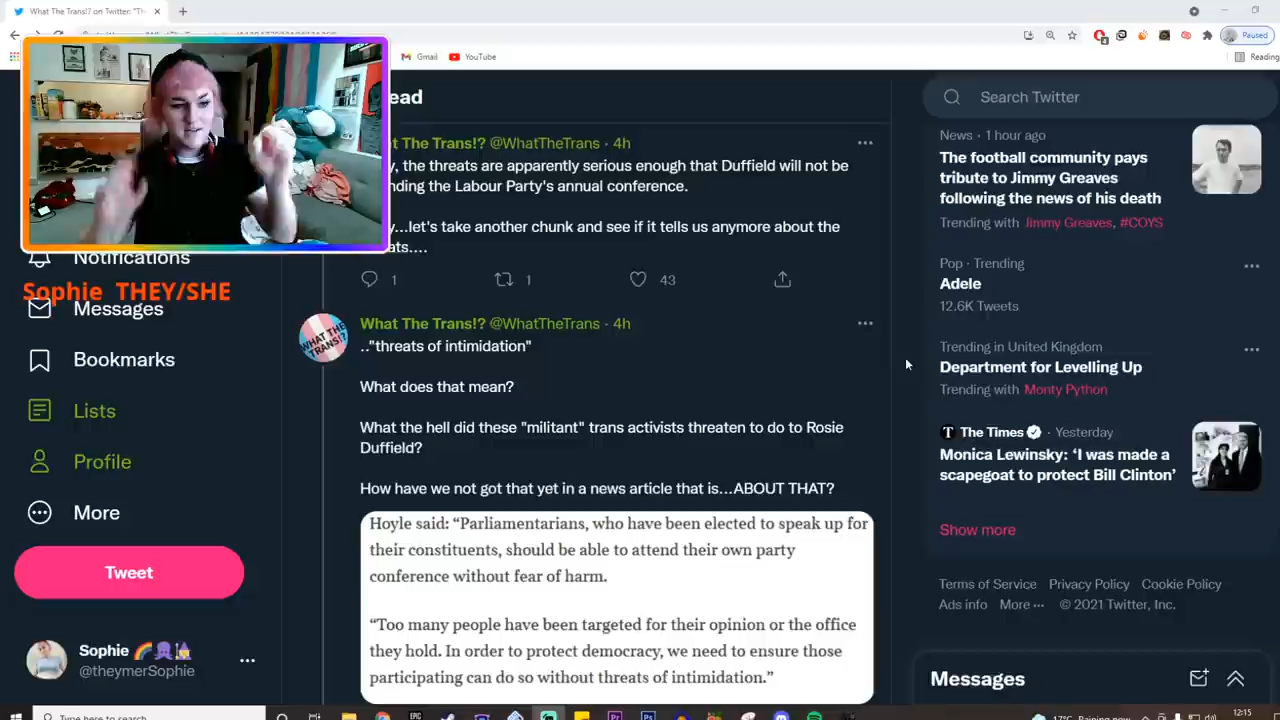 What The Trans!? on Twitter: "Th
Paused
Gmail
YouTube
Reading
ead
Search Twitter
t The Trans!? @WhatTheTrans · 4h
, the threats are apparently serious enough that Duffield will not be
nding the Labour Party's annual conference.
...let's take another chunk and see if it tells us anymore about the
ats....
1
1
43
What The Trans!? @WhatTheTrans · 4h
.."threats of intimidation"
What does that mean?
What the hell did these "militant" trans activists threaten to do to Rosie
Duffield?
How have we not got that yet in a news article that is...ABOUT THAT?
Hoyle said: “Parliamentarians, who have been elected to speak up for
their constituents, should be able to attend their own party
conference without fear of harm.
“Too many people have been targeted for their opinion or the office
they hold. In order to protect democracy, we need to ensure those
participating can do so without threats of intimidation.”
WHAT THE
TRANS!?
Notifications
Sophie THEY/SHE
Messages
Bookmarks
Lists
Profile
More
Tweet
Sophie
@theymerSophie
News · 1 hour ago
The football community pays
tribute to Jimmy Greaves
following the news of his death
Trending with Jimmy Greaves, #COYS
Pop · Trending
Adele
12.6K Tweets
Trending in United Kingdom
Department for Levelling Up
Trending with Monty Python
The Times · Yesterday
Monica Lewinsky: ‘I was made a
scapegoat to protect Bill Clinton’
Show more
Terms of Service Privacy Policy Cookie Policy
Ads info More ··· © 2021 Twitter, Inc.
Messages
Type here to search
17°C Raining now
12:15